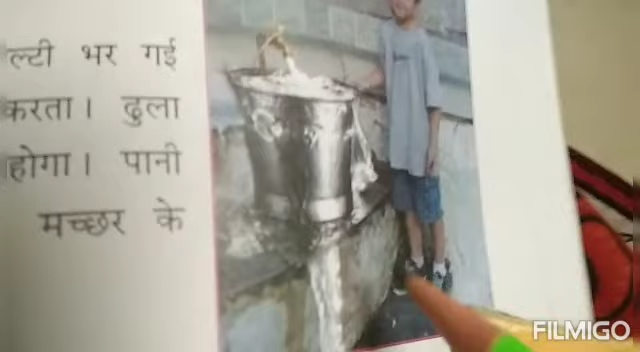 ल्टी भर गई
करता। ढुला
होगा। पानी
मच्छर के
FILMIGO